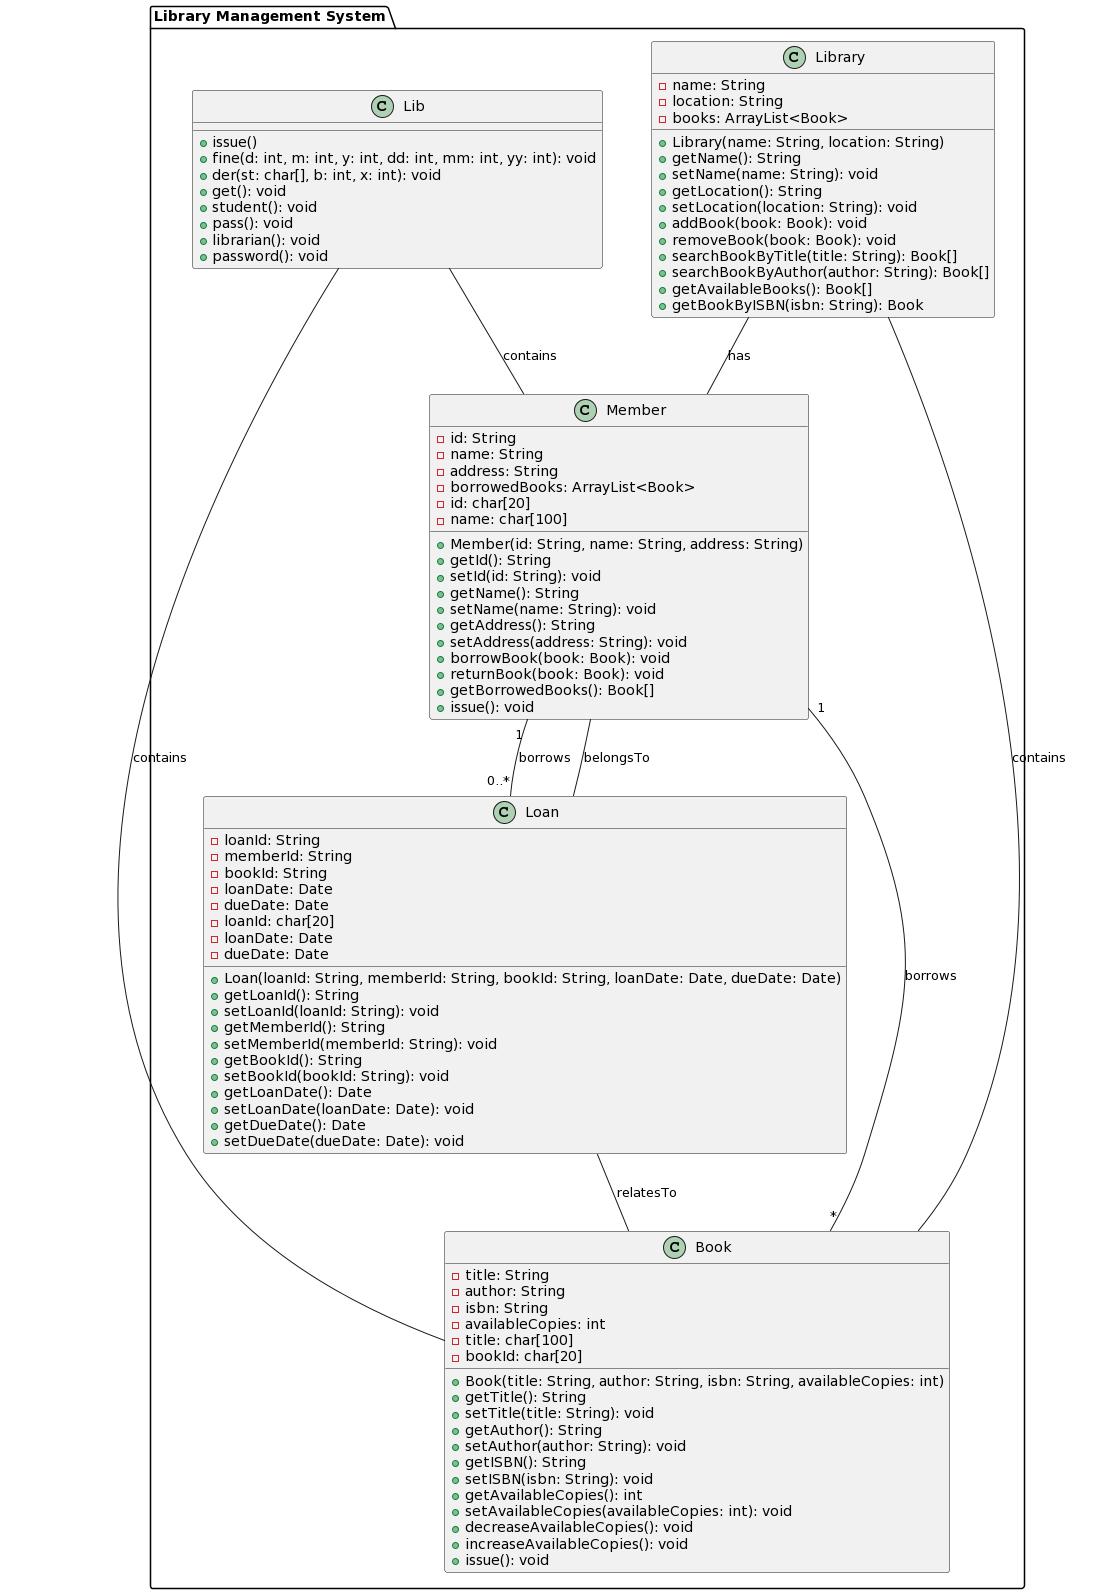 Library Management System
C Lib
issue()
fine(d: int, m: int, y: int, dd: int, mm: int, yy: int): void
der(st: char[], b: int, x: int): void
get(): void
student(): void
pass(): void
librarian(): void
password(): void
C Library
name: String
location: String
books: ArrayList<Book>
Library(name: String, location: String)
getName(): String
setName(name: String): void
getLocation(): String
setLocation(location: String): void
addBook(book: Book): void
removeBook(book: Book): void
searchBookByTitle(title: String): Book[]
searchBookByAuthor(author: String): Book[]
getAvailableBooks(): Book[]
getBookByISBN(isbn: String): Book
contains
has
C Member
id: String
name: String
address: String
borrowedBooks: ArrayList<Book>
id: char[20]
name: char[100]
Member(id: String, name: String, address: String)
getId(): String
setId(id: String): void
getName(): String
setName(name: String): void
getAddress(): String
setAddress(address: String): void
borrowBook(book: Book): void
returnBook(book: Book): void
getBorrowedBooks(): Book[]
issue(): void
1
1
contains
borrows
belongsTo
contains
0..*
C Loan
loanId: String
memberId: String
bookId: String
loanDate: Date
dueDate: Date
loanId: char[20]
loanDate: Date
dueDate: Date
Loan(loanId: String, memberId: String, bookId: String, loanDate: Date, dueDate: Date)
getLoanId(): String
setLoanId(loanId: String): void
getMemberId(): String
setMemberId(memberId: String): void
getBookId(): String
setBookId(bookId: String): void
getLoanDate(): Date
setLoanDate(loanDate: Date): void
getDueDate(): Date
setDueDate(dueDate: Date): void
borrows
relatesTo
*
C Book
title: String
author: String
isbn: String
availableCopies: int
title: char[100]
bookId: char[20]
Book(title: String, author: String, isbn: String, availableCopies: int)
getTitle(): String
setTitle(title: String): void
getAuthor(): String
setAuthor(author: String): void
getISBN(): String
setISBN(isbn: String): void
getAvailableCopies(): int
setAvailableCopies(availableCopies: int): void
decreaseAvailableCopies(): void
increaseAvailableCopies(): void
issue(): void